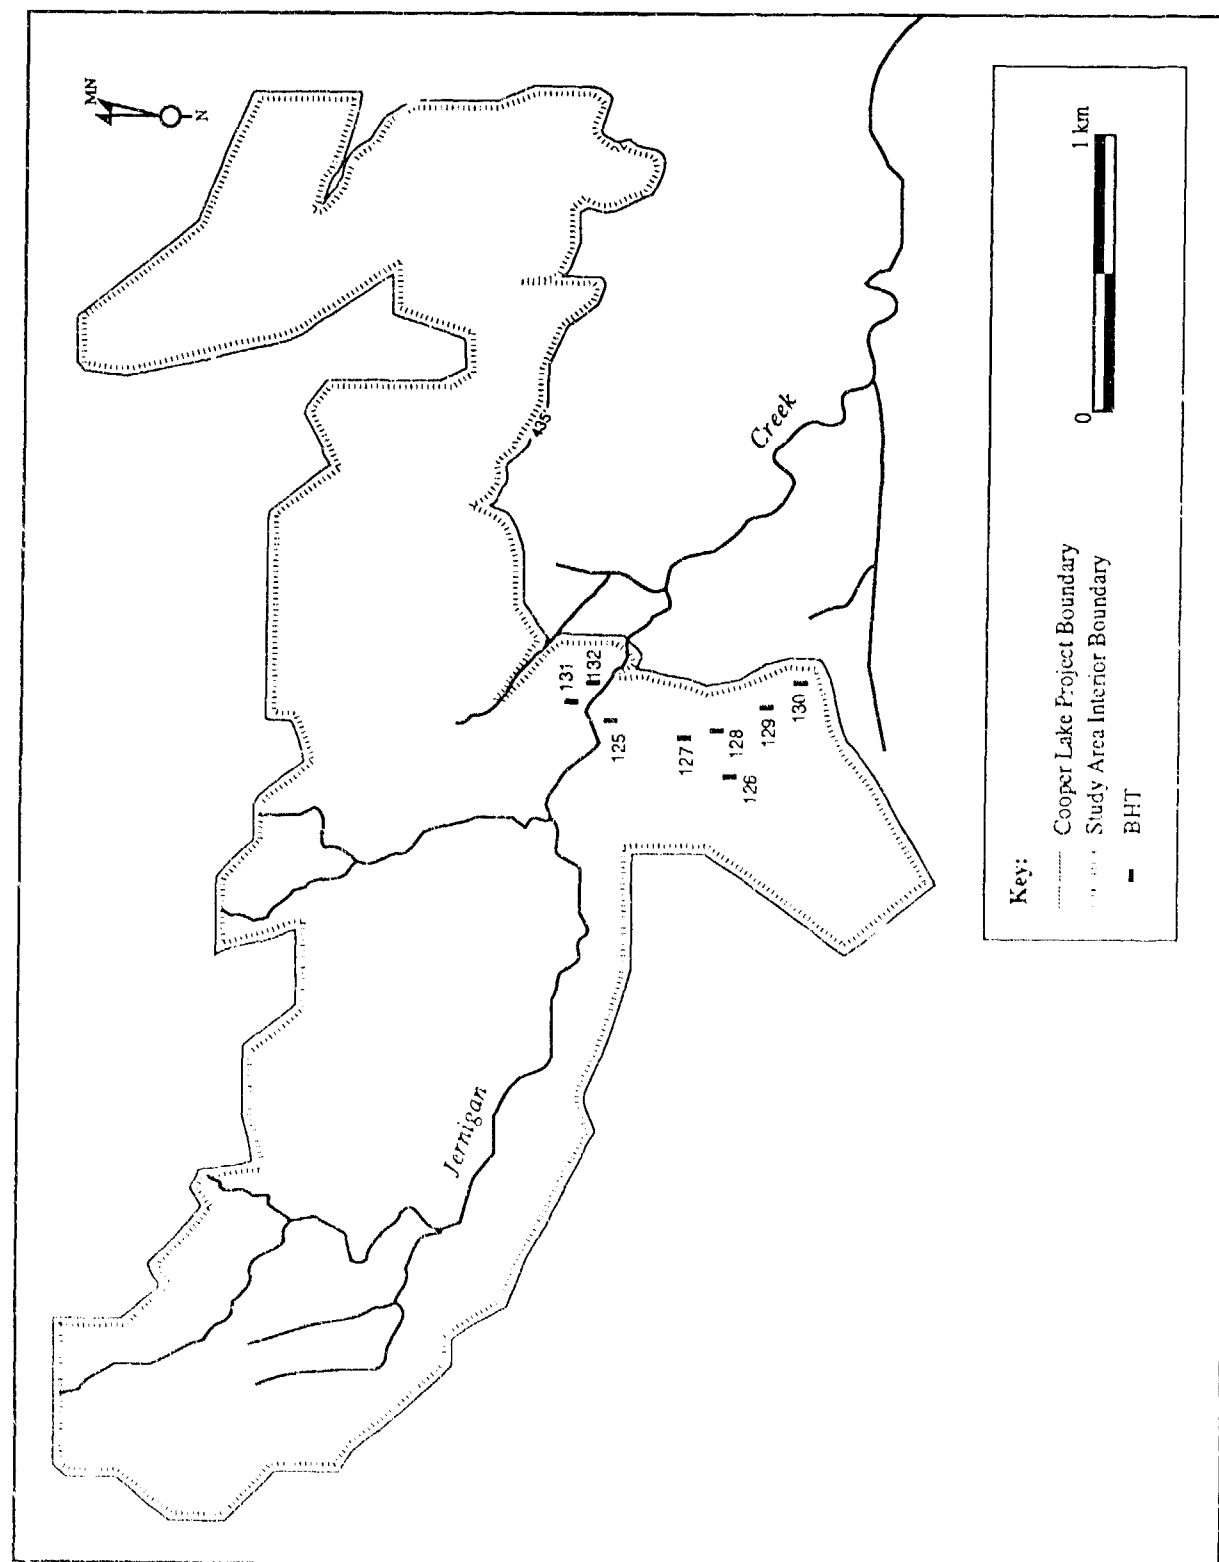 MN
N
435
Creek
131
132
125
127
128
126
129
130
Jernigan
Key:
Cooper Lake Project Boundary
Study Area Interior Boundary
BHT
0
1 km